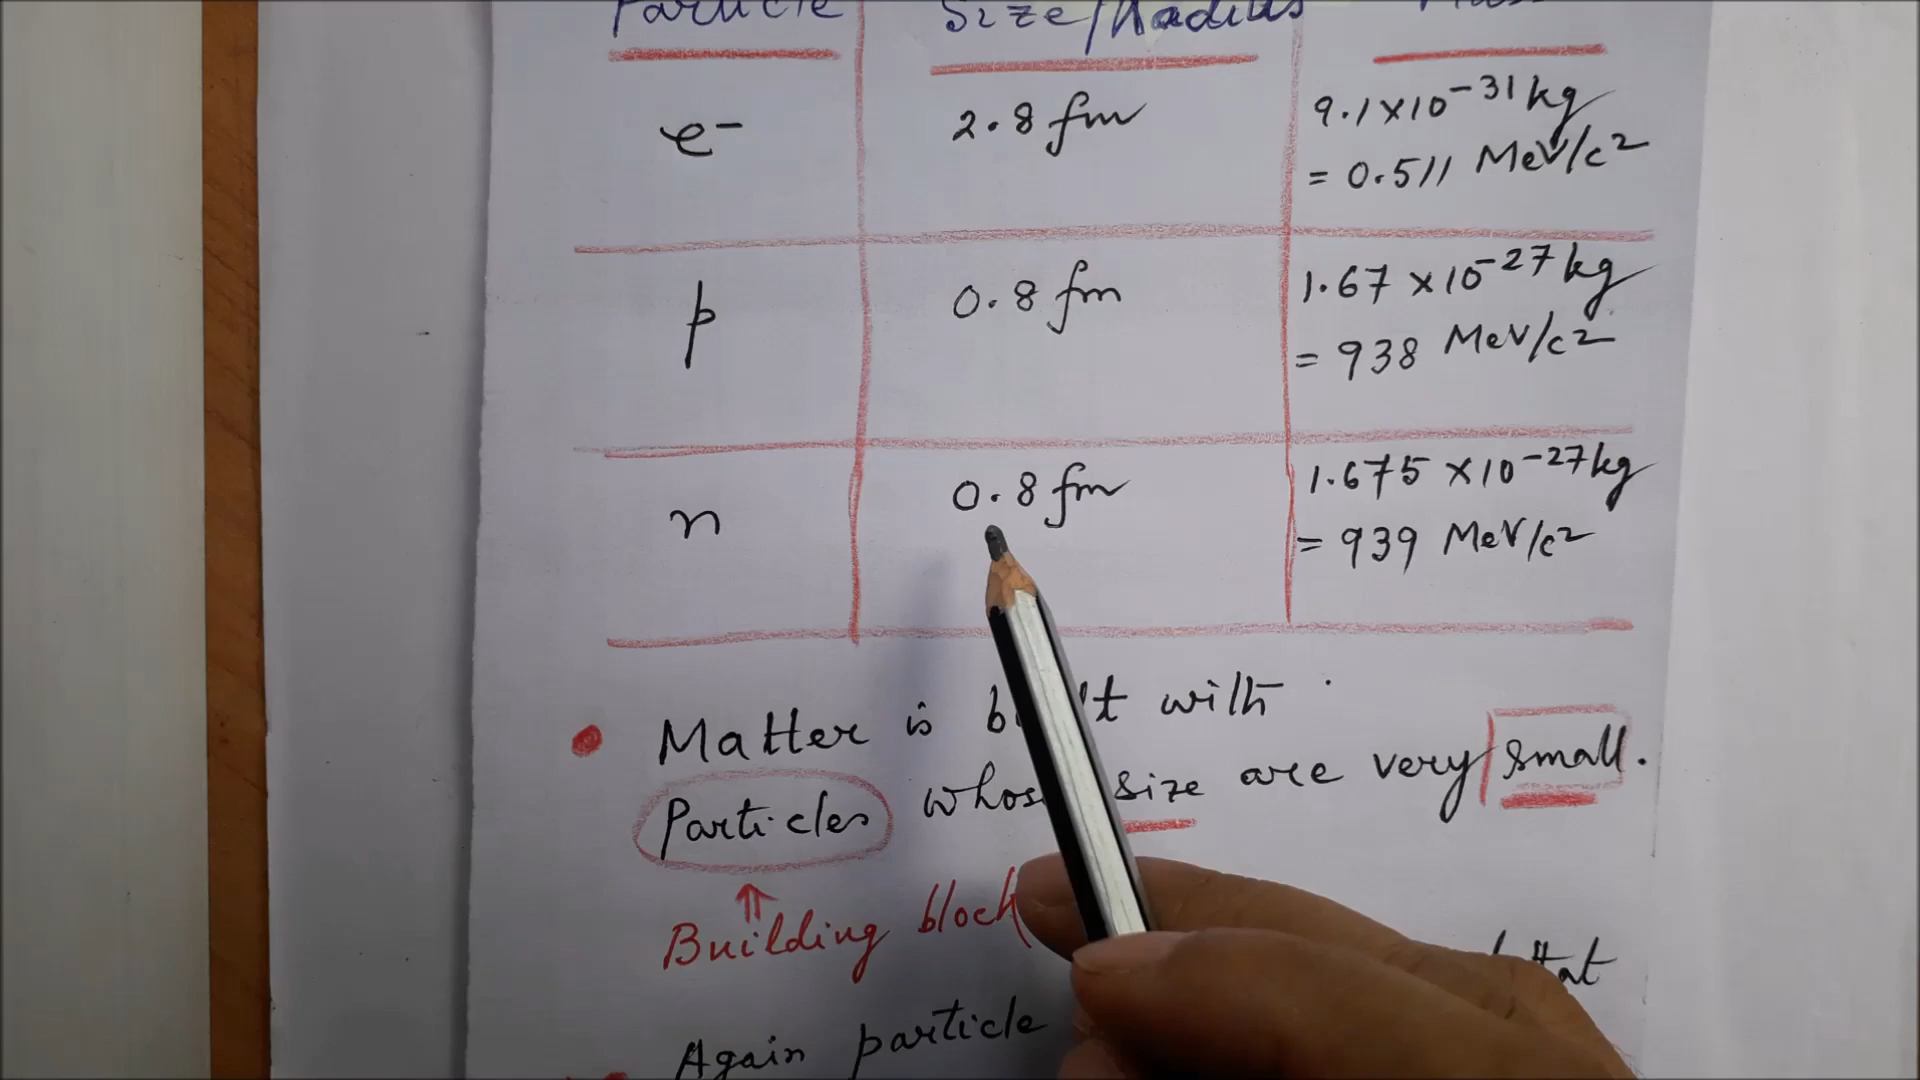 Particle Size/Radius
e⁻ 2.8 fm 9.1×10⁻³¹ kg
= 0.511 MeV/c²
p 0.8 fm 1.67 ×10⁻²⁷ kg
= 938 MeV/c²
n 0.8 fm 1.675 ×10⁻²⁷ kg
= 939 MeV/c²
Matter is with
Particles size are very small.
⇑
Building block
Again particle